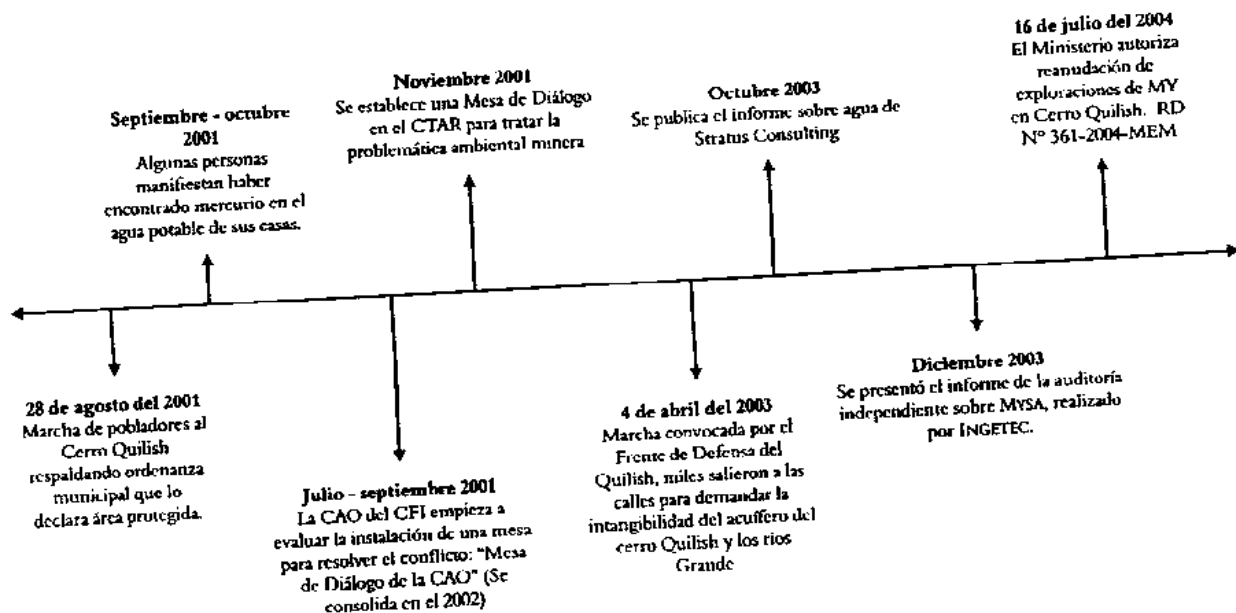 Septiembre - octubre
2001
Algunas personas
manifiestan haber
encontrado mercurio en el
agua potable de sus casas.
Noviembre 2001
Se establece una Mesa de Diálogo
en el CTAR para tratar la
problemática ambiental minera
Octubre 2003
Se publica el informe sobre agua de
Stratus Consulting
16 de julio del 2004
El Ministerio autoriza
reanudación de
exploraciones de MY
en Cerro Quilish. RD
N° 361-2004-MEM
28 de agosto del 2001
Marcha de pobladores al
Cerro Quilish
respaldando ordenanza
municipal que lo
declara área protegida.
Julio - septiembre 2001
La CAO del CFI empieza a
evaluar la instalación de una mesa
para resolver el conflicto: "Mesa
de Diálogo de la CAO" (Se
consolida en el 2002)
4 de abril del 2003
Marcha convocada por el
Frente de Defensa del
Quilish, miles salieron a las
calles para demandar la
intangibilidad del acuífero del
cerro Quilish y los rios
Grande
Diciembre 2003
Se presentó el informe de la auditoría
independiente sobre MYSA, realizado
por INGETEC.